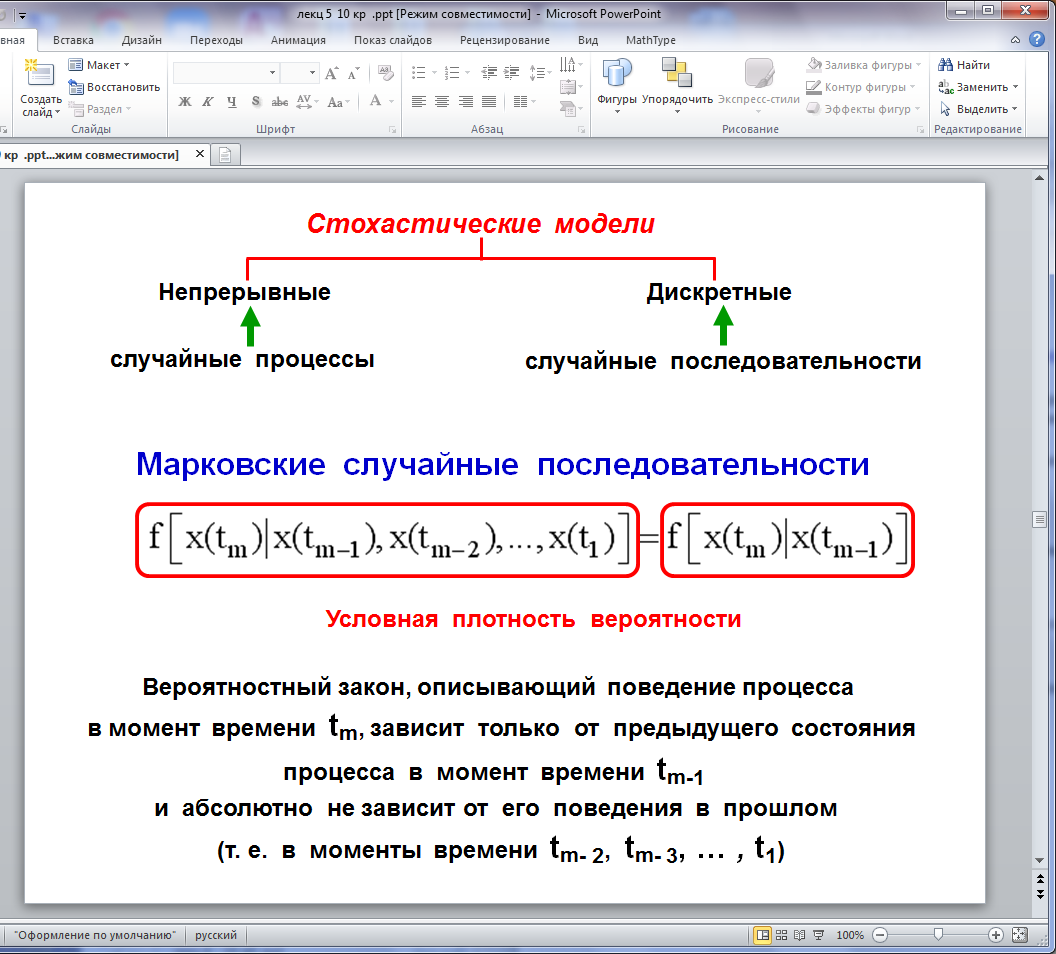 лекц 5 10 кр .ppt [Режим совместимости] - Microsoft PowerPoint
вная Вставка Дизайн Переходы Анимация Показ слайдов Рецензирование Вид MathType
Создать слайд
Макет
Восстановить
Раздел
Слайды
Ж К Ч S abc AV Aa А
Шрифт
Абзац
Фигуры Упорядочить Экспресс-стили
Заливка фигуры
Контур фигуры
Эффекты фигур
Рисование
Найти
Заменить
Выделить
Редактирование
кр .ppt...жим совместимости]
Стохастические модели
Непрерывные Дискретные
случайные процессы случайные последовательности
Марковские случайные последовательности
f[x(tm)|x(tm−1),x(tm−2),...,x(t1)]=f[x(tm)|x(tm−1)]
Условная плотность вероятности
Вероятностный закон, описывающий поведение процесса
в момент времени tm, зависит только от предыдущего состояния
процесса в момент времени tm-1
и абсолютно не зависит от его поведения в прошлом
(т. е. в моменты времени tm- 2, tm- 3, … , t1)
"Оформление по умолчанию" русский 100%